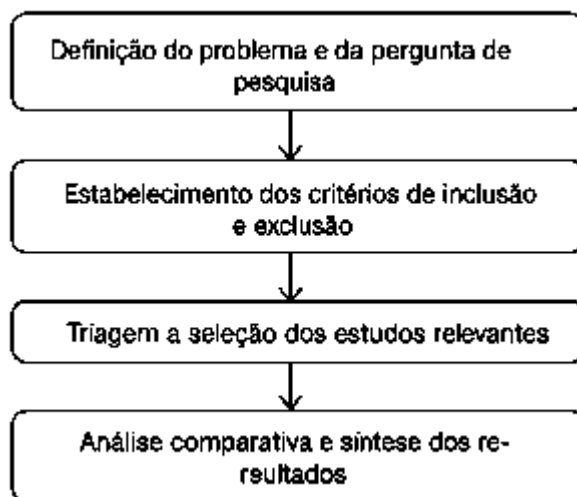 Definição do problema e da pergunta de
pesquisa
Estabelecimento dos critérios de inclusão
e exclusão
Triagem a seleção dos estudos relevantes
Análise comparativa e síntese dos re-
rsultados